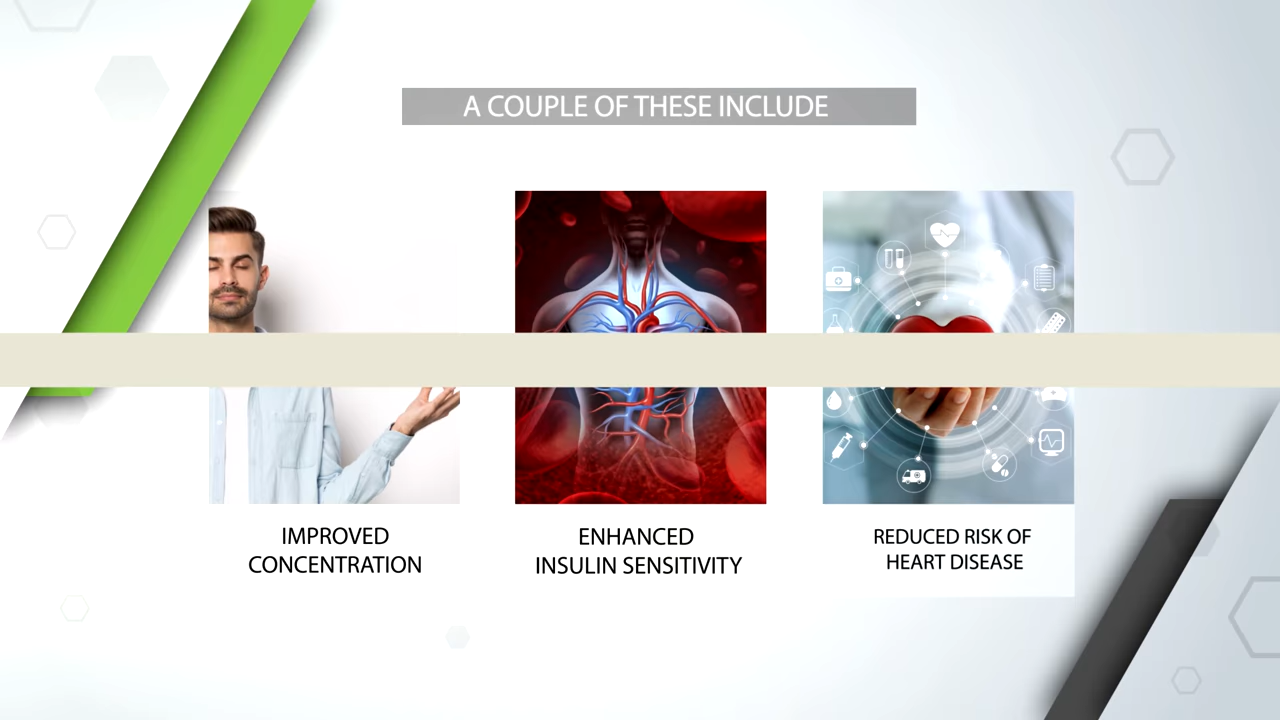 A COUPLE OF THESE INCLUDE
IMPROVED
CONCENTRATION
ENHANCED
INSULIN SENSITIVITY
REDUCED RISK OF
HEART DISEASE